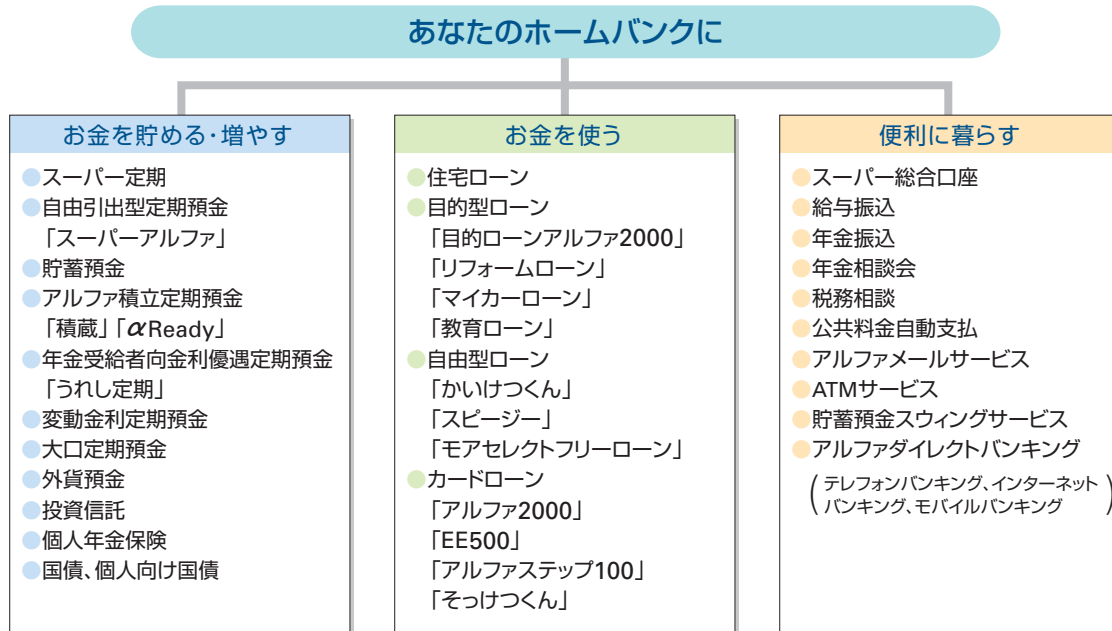 あなたのホームバンクに
お金を貯める・増やす
●スーパー定期
●自由引出型定期預金
「スーパーアルファ」
●貯蓄預金
●アルファ積立定期預金
「積蔵」「αReady」
●年金受給者向金利優遇定期預金
「うれし定期」
●変動金利定期預金
●大口定期預金
●外貨預金
●投資信託
●個人年金保険
●国債、個人向け国債
お金を使う
●住宅ローン
●目的型ローン
「目的ローンアルファ2000」
「リフォームローン」
「マイカーローン」
「教育ローン」
●自由型ローン
「かいけつくん」
「スピージー」
「モアセレクトフリーローン」
●カードローン
「アルファ2000」
「EE500」
「アルファステップ100」
「そっけつくん」
便利に暮らす
●スーパー総合口座
●給与振込
●年金振込
●年金相談会
●税務相談
●公共料金自動支払
●アルファメールサービス
●ATMサービス
●貯蓄預金スウィングサービス
●アルファダイレクトバンキング
(テレフォンバンキング、インターネット
バンキング、モバイルバンキング)